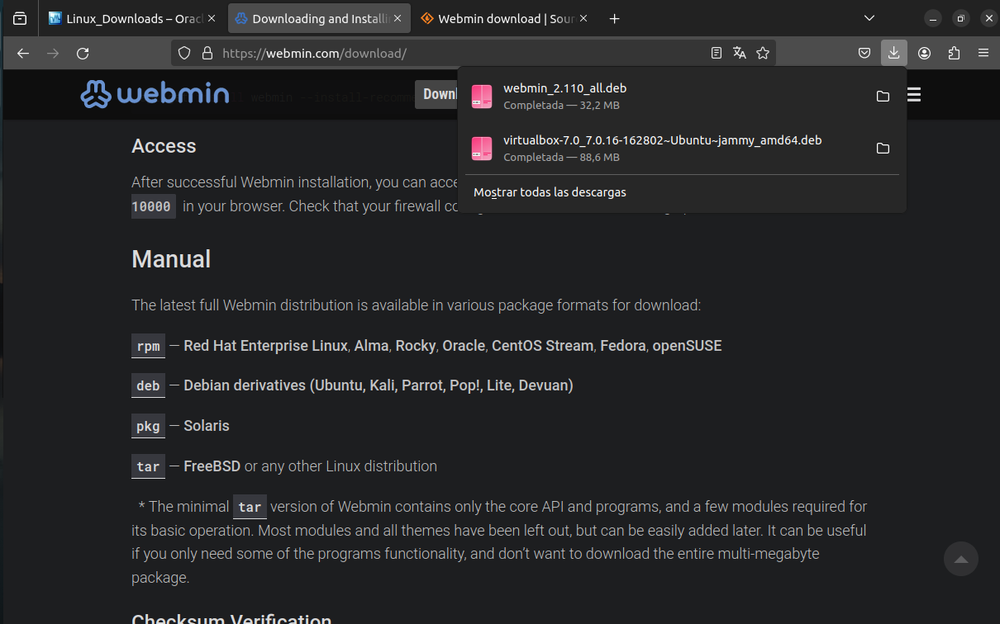 Linux_Downloads – Orac
Downloading and Installi
Webmin download | Sour
https://webmin.com/download/
webmin
Downl
webmin_2.110_all.deb
Completada — 32,2 MB
virtualbox-7.0_7.0.16-162802~Ubuntu~jammy_amd64.deb
Completada — 88,6 MB
Mostrar todas las descargas
webmin --install-recomm
Access
After successful Webmin installation, you can acce
10000 in your browser. Check that your firewall co
Manual
The latest full Webmin distribution is available in various package formats for download:
rpm — Red Hat Enterprise Linux, Alma, Rocky, Oracle, CentOS Stream, Fedora, openSUSE
deb — Debian derivatives (Ubuntu, Kali, Parrot, Pop!, Lite, Devuan)
pkg — Solaris
tar — FreeBSD or any other Linux distribution
* The minimal tar version of Webmin contains only the core API and programs, and a few modules required for
its basic operation. Most modules and all themes have been left out, but can be easily added later. It can be useful
if you only need some of the programs functionality, and don't want to download the entire multi-megabyte
package.
Checksum Verification